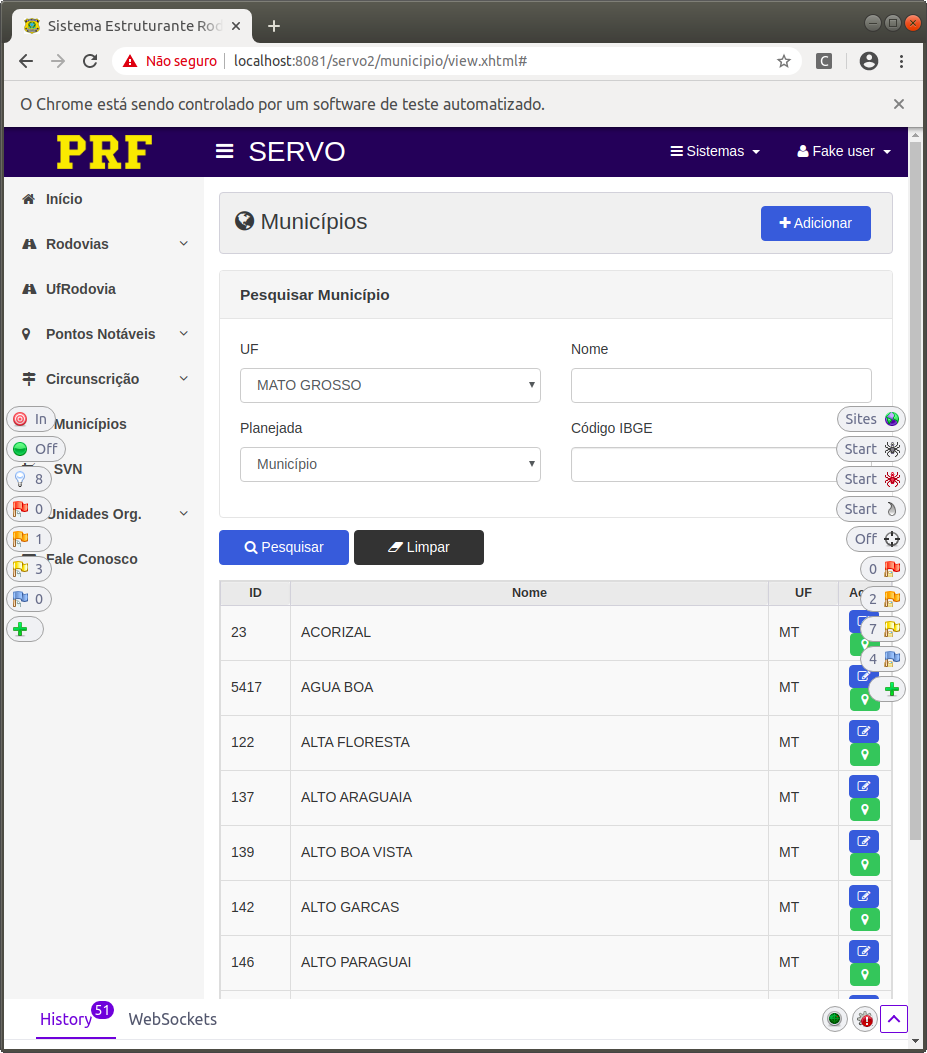 Sistema Estruturante Rod
Não seguro localhost:8081/servo2/municipio/view.xhtml#
C
O Chrome está sendo controlado por um software de teste automatizado.
PRF
SERVO
Sistemas
Fake user
Início
Rodovias
UfRodovia
Pontos Notáveis
Circunscrição
Municípios
SVN
Unidades Org.
Fale Conosco
In
Off
8
0
1
3
0
Municípios
Adicionar
Pesquisar Município
UF Nome
MATO GROSSO
Planejada Código IBGE
Município
Pesquisar Limpar
ID Nome UF
23 ACORIZAL MT
5417 AGUA BOA MT
122 ALTA FLORESTA MT
137 ALTO ARAGUAIA MT
139 ALTO BOA VISTA MT
142 ALTO GARCAS MT
146 ALTO PARAGUAI MT
Sites
Start
Start
Start
Off
0
2
7
4
History 51 WebSockets